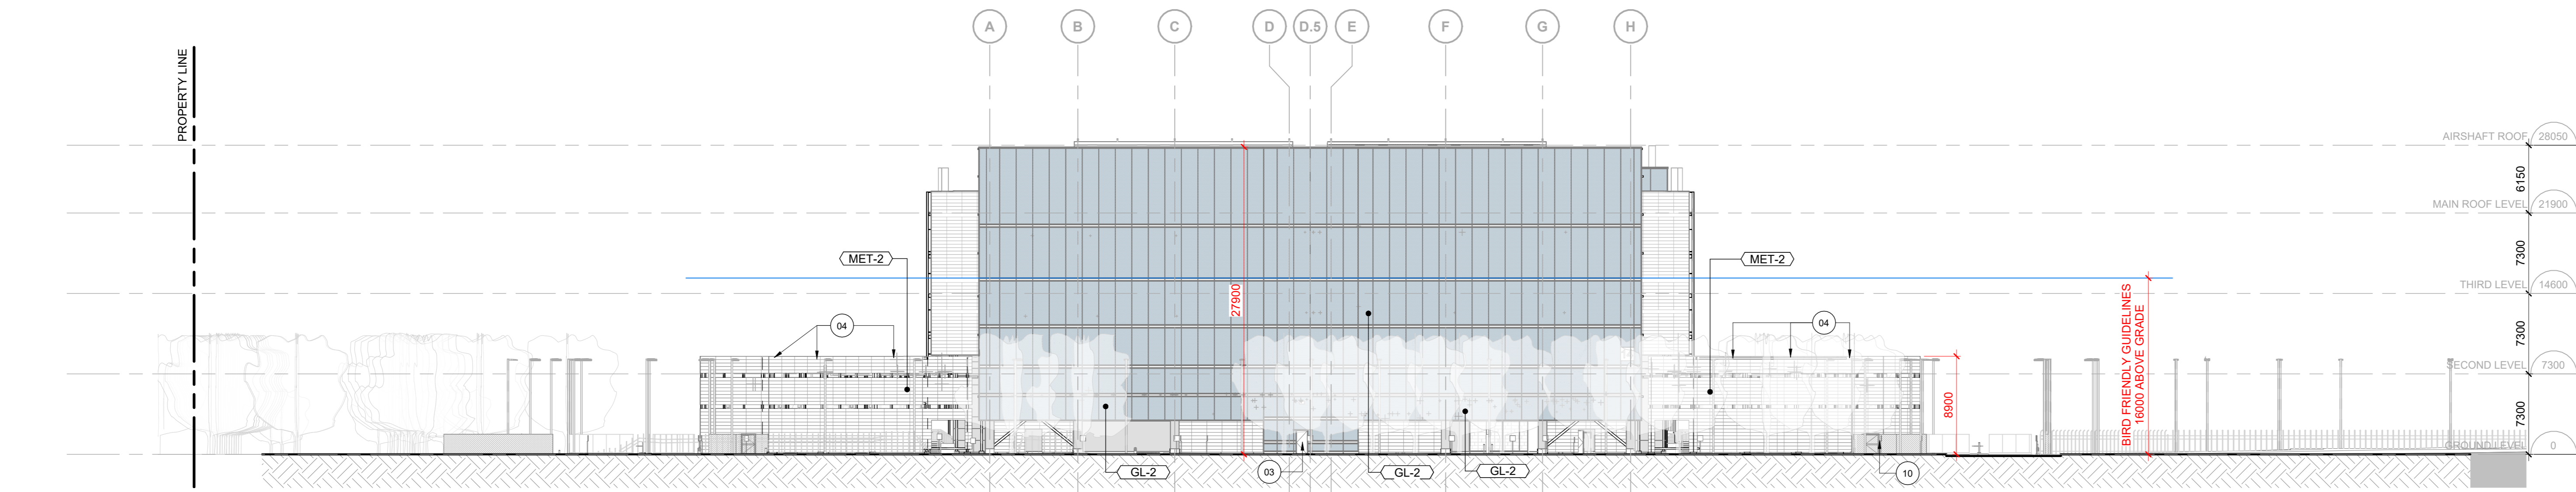 A
B
C
D
D.5
E
F
G
H
PROPERTY LINE
AIRSHAFT ROOF 28050
6150
MAIN ROOF LEVEL 21900
7300
THIRD LEVEL 14600
7300
SECOND LEVEL 7300
7300
GROUND LEVEL 0
MET-2
MET-2
27900
04
04
8900
BIRD FRIENDLY GUIDELINES
16000 ABOVE GRADE
GL-2
03
GL-2
GL-2
10